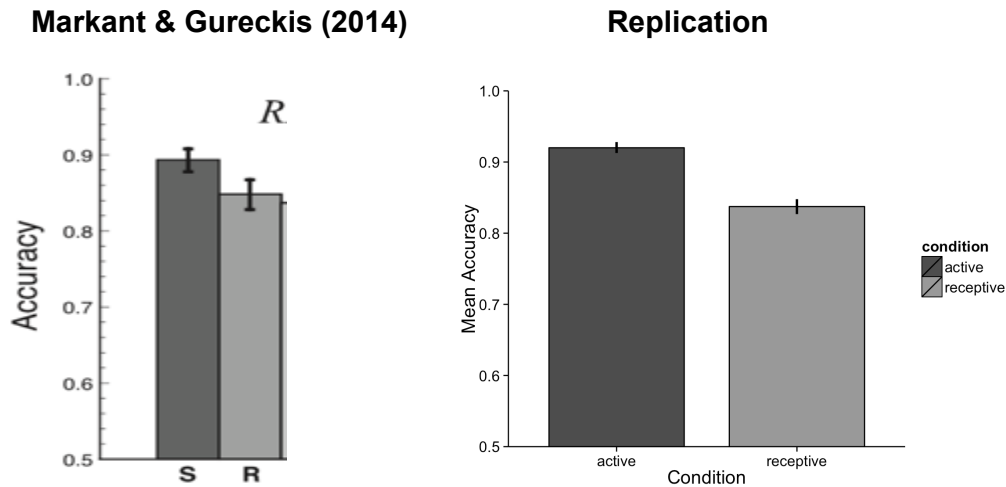 Markant & Gureckis (2014)
Accuracy
1.0
0.9
0.8
0.7
0.6
0.5
R
S R
Replication
Mean Accuracy
1.0
0.9
0.8
0.7
0.6
0.5
active receptive
Condition
condition
active
receptive